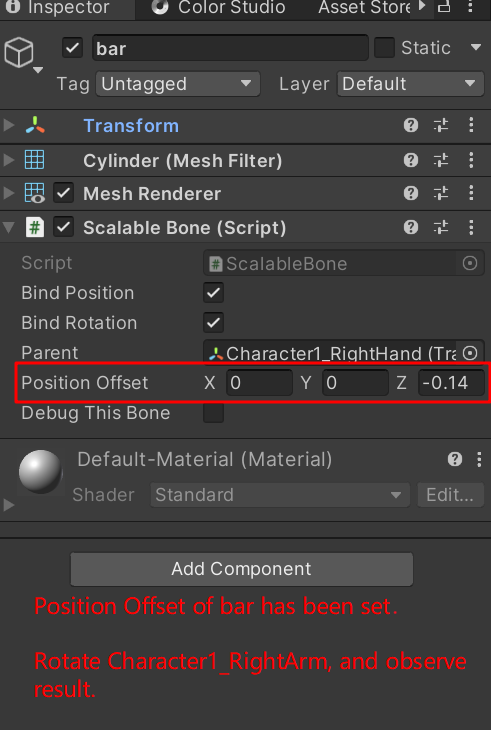 Inspector Color Studio Asset Store
bar Static
Tag Untagged Layer Default
Transform
Cylinder (Mesh Filter)
Mesh Renderer
# Scalable Bone (Script)
Script # ScalableBone
Bind Position
Bind Rotation
Parent Character1_RightHand (Tra
Position Offset X 0 Y 0 Z -0.14
Debug This Bone
Default-Material (Material)
Shader Standard Edit...
Add Component
Position Offset of bar has been set.
Rotate Character1_RightArm, and observe
result.